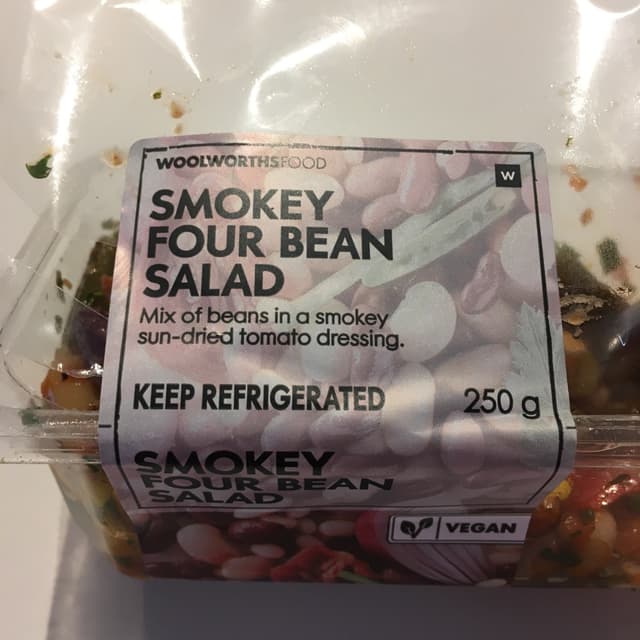 WOOLWORTHSFOOD
W
SMOKEY
FOUR BEAN
SALAD
Mix of beans in a smokey
sun-dried tomato dressing.
KEEP REFRIGERATED
250 g
SMOKEY
FOUR BEAN
SALAD
VEGAN